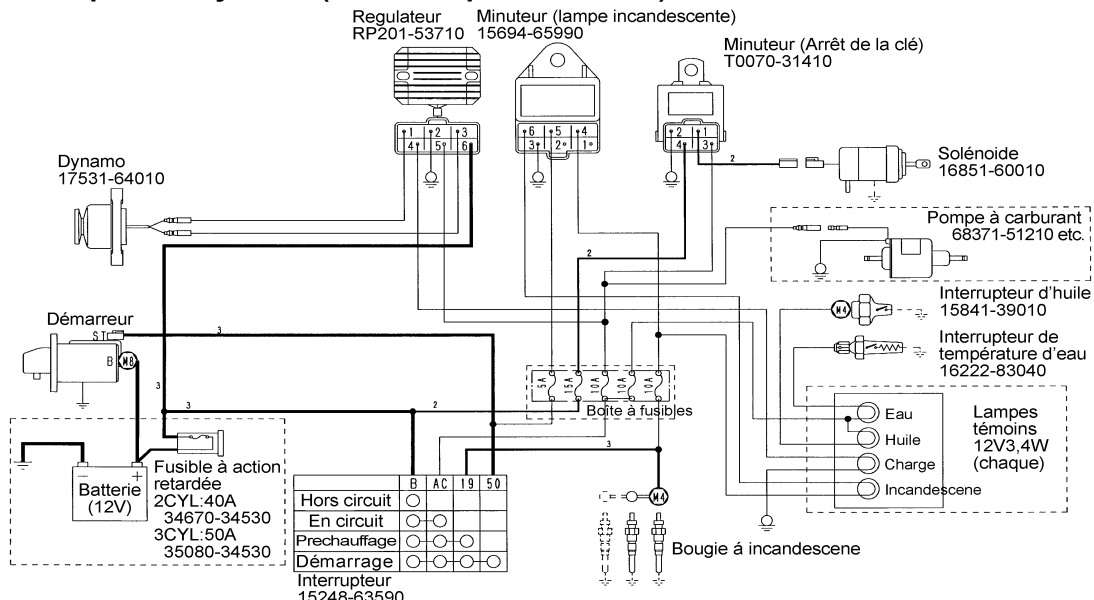 Regulateur
RP201-53710
Minuteur (lampe incandescente)
15694-65990
Minuteur (Arrêt de la clé)
T0070-31410
1 2 3
4 5 6
6 5 4
3 2 1
2 1
4 3
2
Dynamo
17531-64010
Solénoide
16851-60010
Pompe à carburant
68371-51210 etc.
2
Démarreur
ST
B
M8
3
3
3
2
M4
Interrupteur d'huile
15841-39010
Interrupteur de
température d'eau
16222-83040
5A 15A 10A 10A 10A
Boîte à fusibles
Eau
Huile
Charge
Incandescene
Lampes
témoins
12V3,4W
(chaque)
3
Batterie
(12V)
− +
Fusible à action
retardée
2CYL:40A
34670-34530
3CYL:50A
35080-34530
B AC 19 50
Hors circuit
En circuit
Prechauffage
Démarrage
Interrupteur
15248-63590
M4
Bougie á incandescene